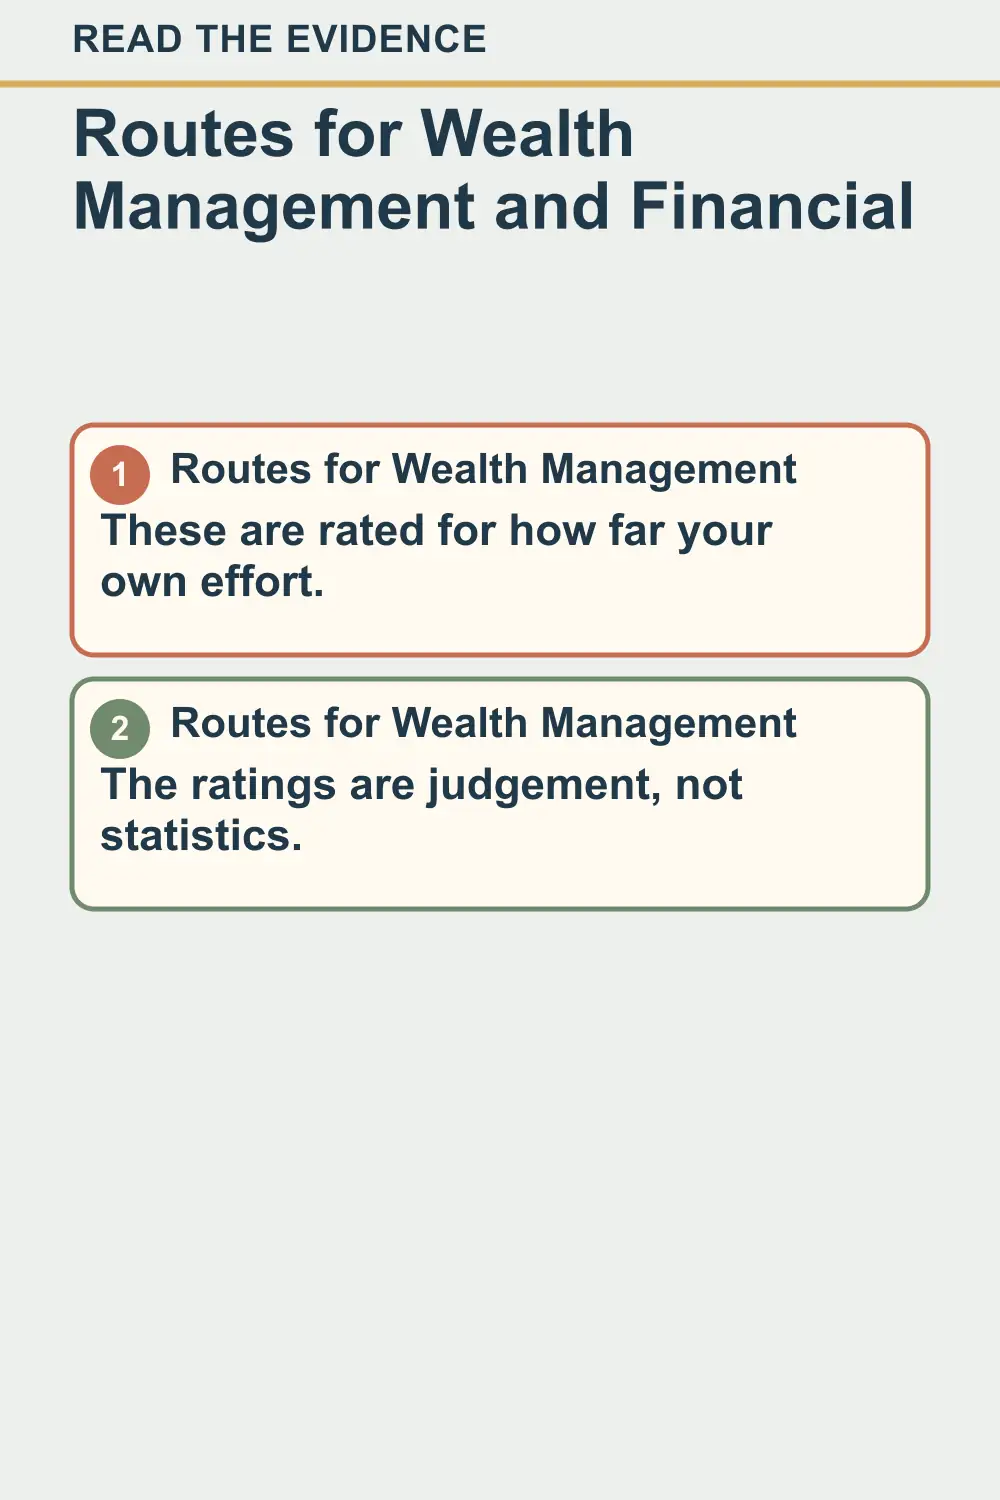 READ THE EVIDENCE
Routes for Wealth
Management and Financial
1 Routes for Wealth Management
These are rated for how far your
own effort.
2 Routes for Wealth Management
The ratings are judgement, not
statistics.